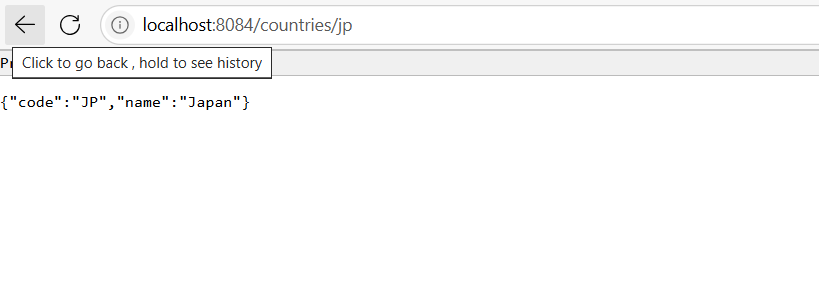 localhost:8084/countries/jp
Click to go back , hold to see history
{"code":"JP","name":"Japan"}